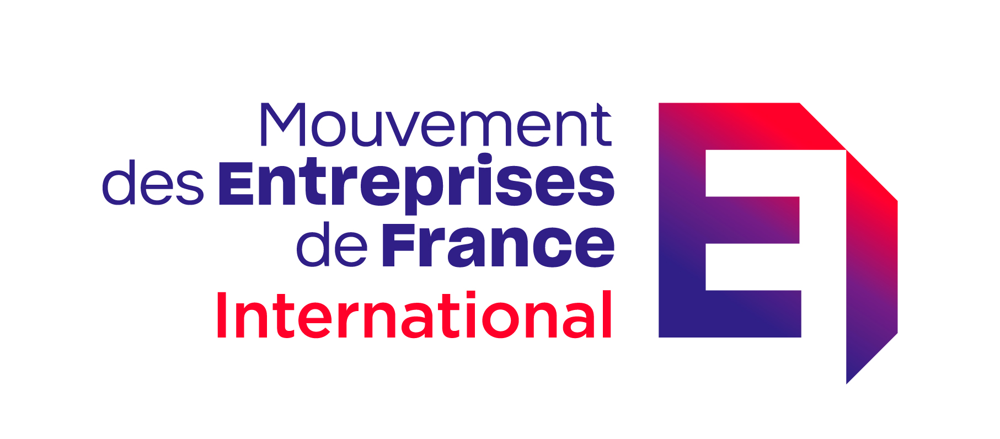 Mouvement
des Entreprises
de France
International